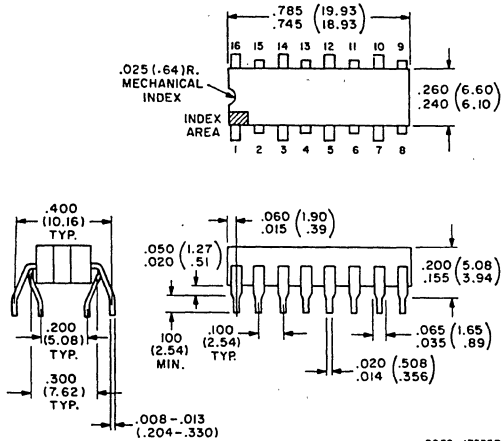 .785 (19.93)
.745 (18.93)
16 15 14 13 12 11 10 9
.025 (.64) R.
MECHANICAL
INDEX
INDEX
AREA
.260 (6.60)
.240 (6.10)
1 2 3 4 5 6 7 8
.400
(10.16)
TYP.
.060 (1.90)
.015 (.39)
.050 (1.27)
.020 (.51)
.200 (5.08)
.155 (3.94)
.200
(5.08)
TYP.
.100
(2.54)
MIN.
.100
(2.54)
TYP.
.065 (1.65)
.035 (.89)
.300
(7.62)
TYP.
.020 (.508)
.014 (.356)
.008-.013
(.204-.330)